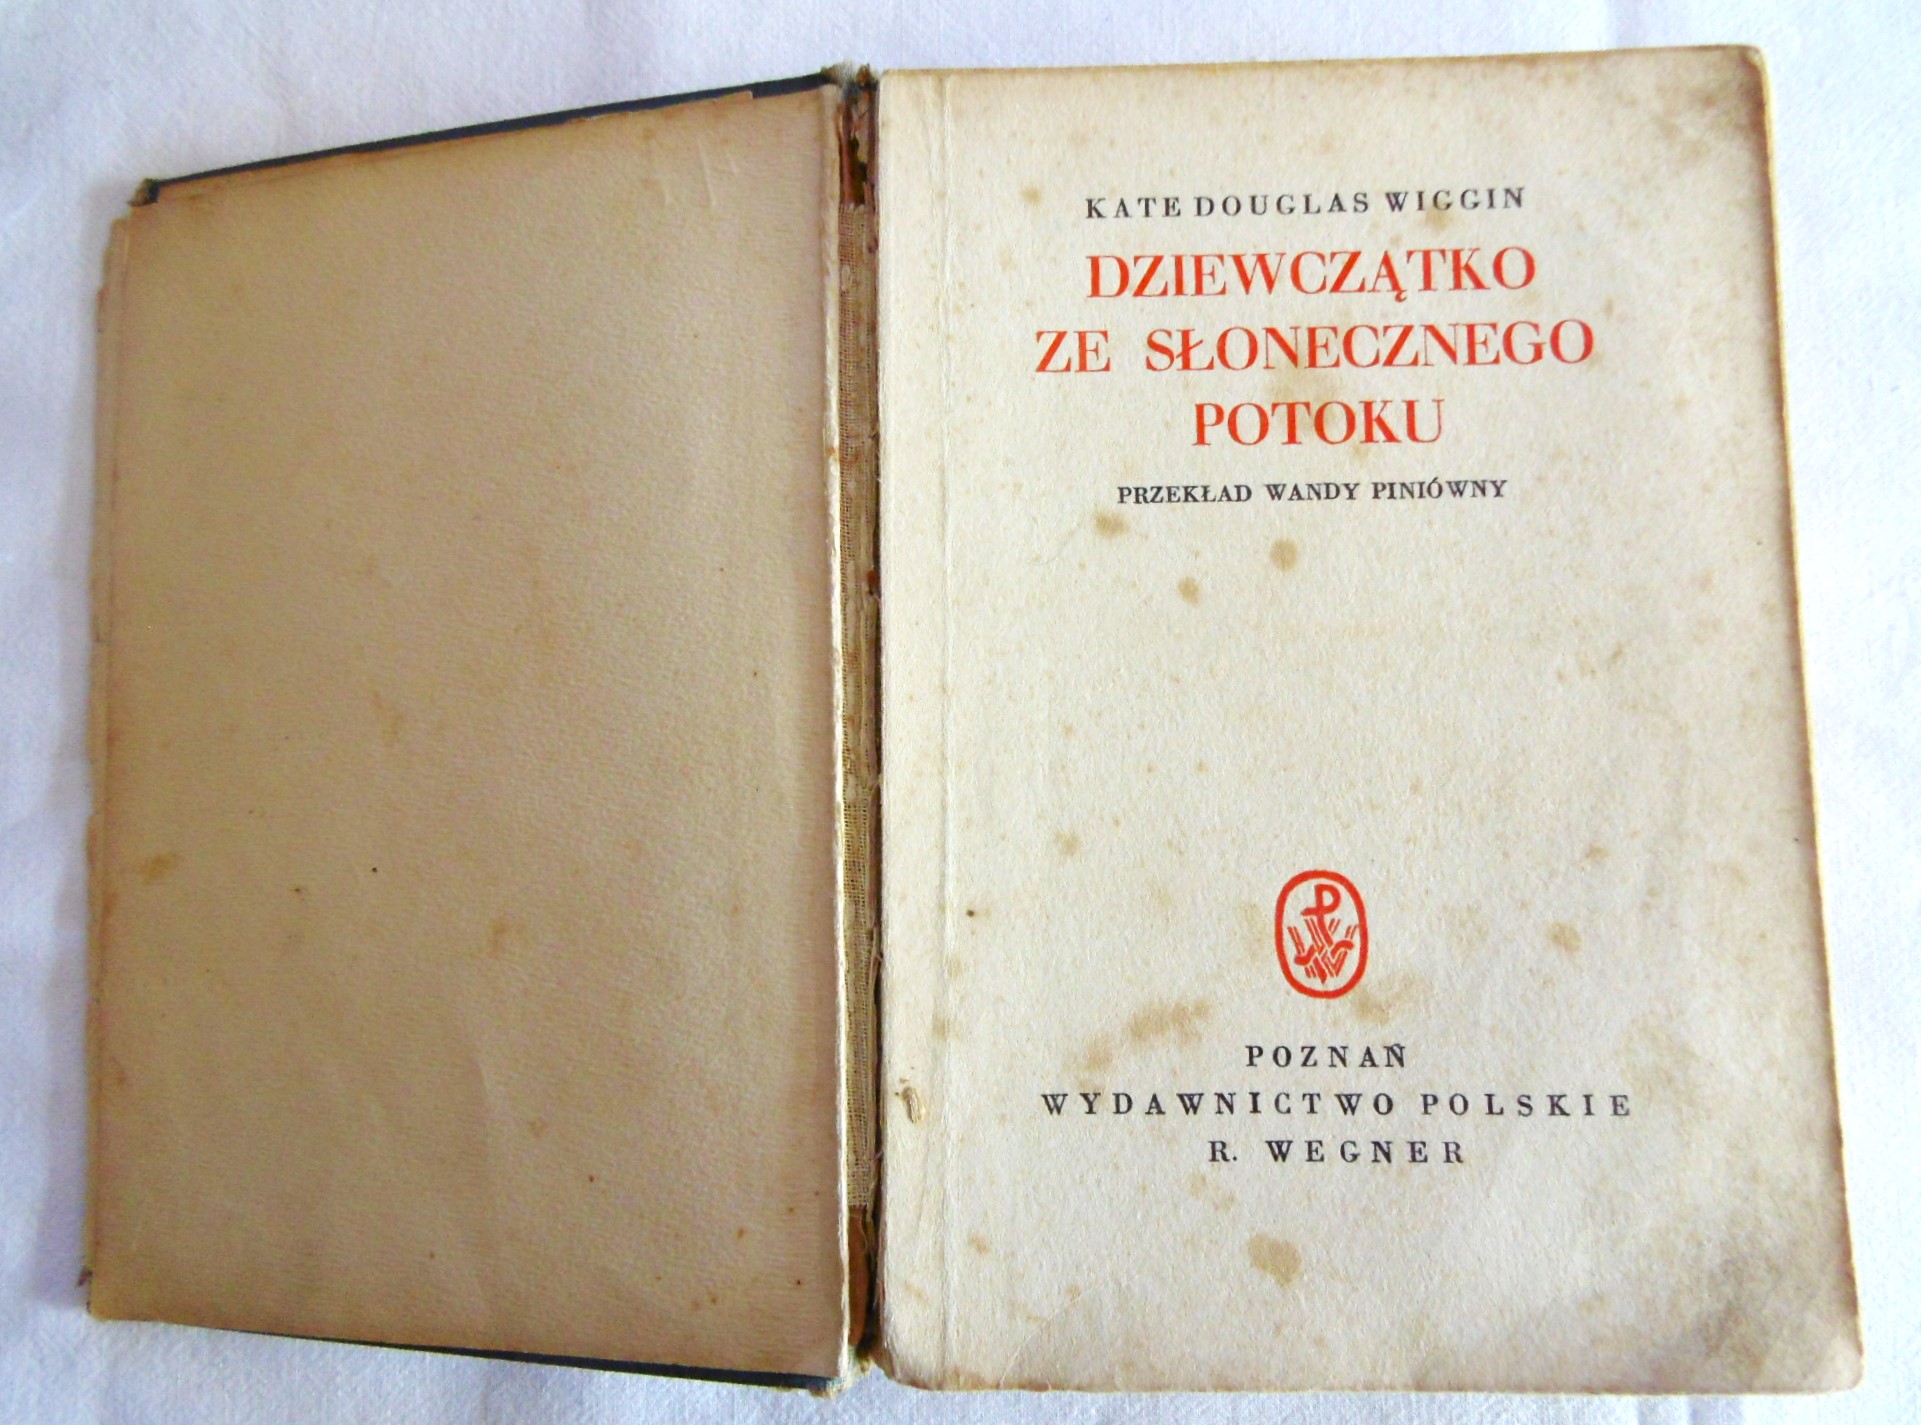 KATE DOUGLAS WIGGIN
DZIEWCZĄTKO
ZE SŁONECZNEGO
POTOKU
PRZEKŁAD WANDY PINIÓWNY
POZNAŃ
WYDAWNICTWO POLSKIE
R. WEGNER